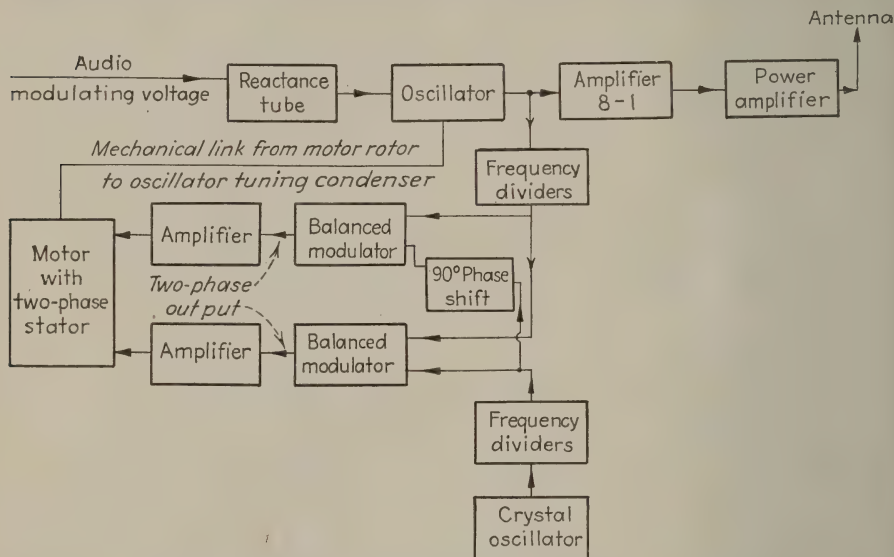 Antenna
Audio
modulating voltage
Reactance
tube
Oscillator
Amplifier
8-1
Power
amplifier
Mechanical link from motor rotor
to oscillator tuning condenser
Frequency
dividers
Motor
with
two-phase
stator
Amplifier
Balanced
modulator
90° Phase
shift
Two-phase
output
Amplifier
Balanced
modulator
Frequency
dividers
Crystal
oscillator